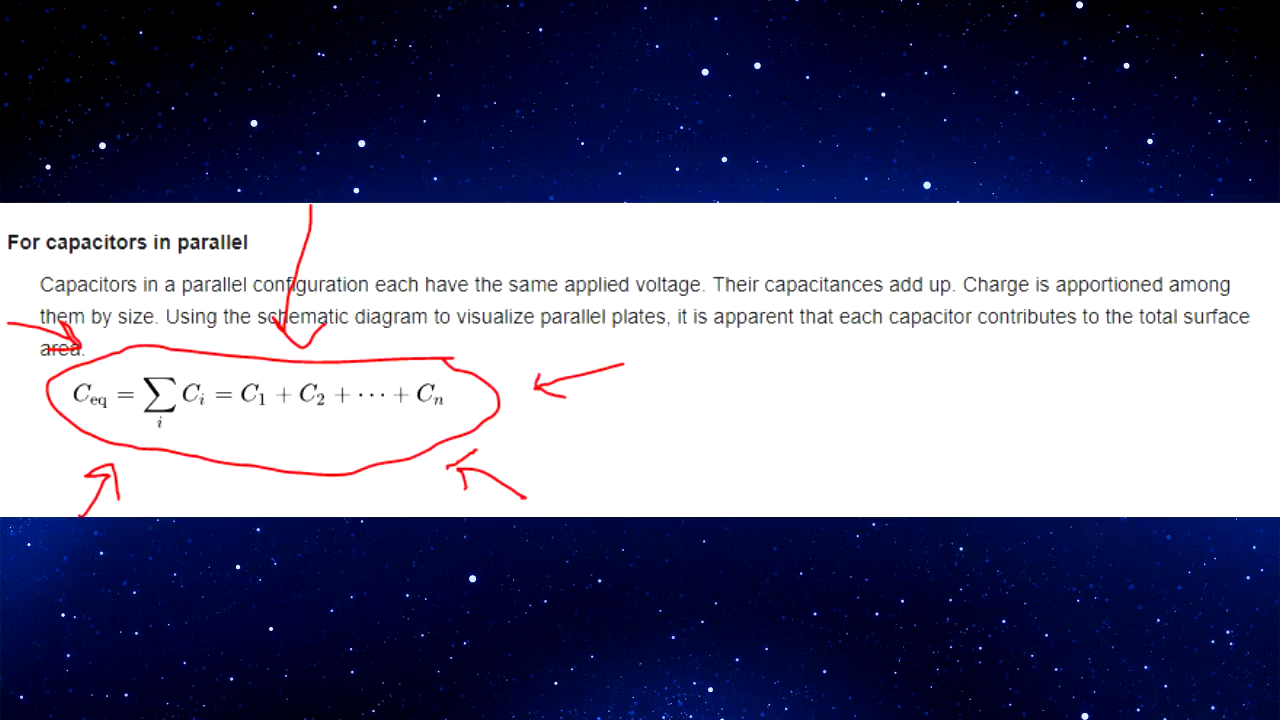 For capacitors in parallel
Capacitors in a parallel configuration each have the same applied voltage. Their capacitances add up. Charge is apportioned among
them by size. Using the schematic diagram to visualize parallel plates, it is apparent that each capacitor contributes to the total surface
area.
C_eq = ∑_i C_i = C_1 + C_2 + ⋯ + C_n